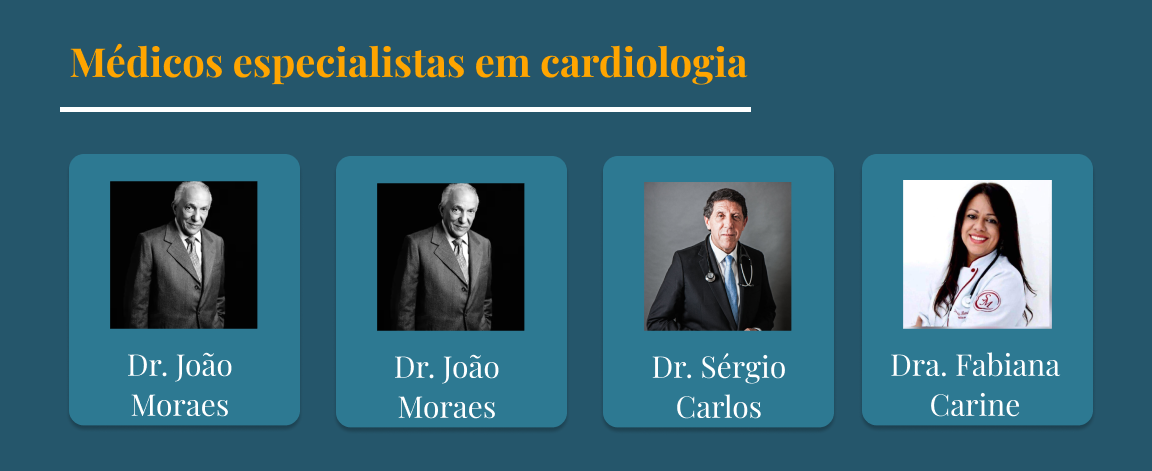 Médicos especialistas em cardiologia
Dr. João
Moraes
Dr. João
Moraes
Dr. Sérgio
Carlos
Dra. Fabiana
Carine